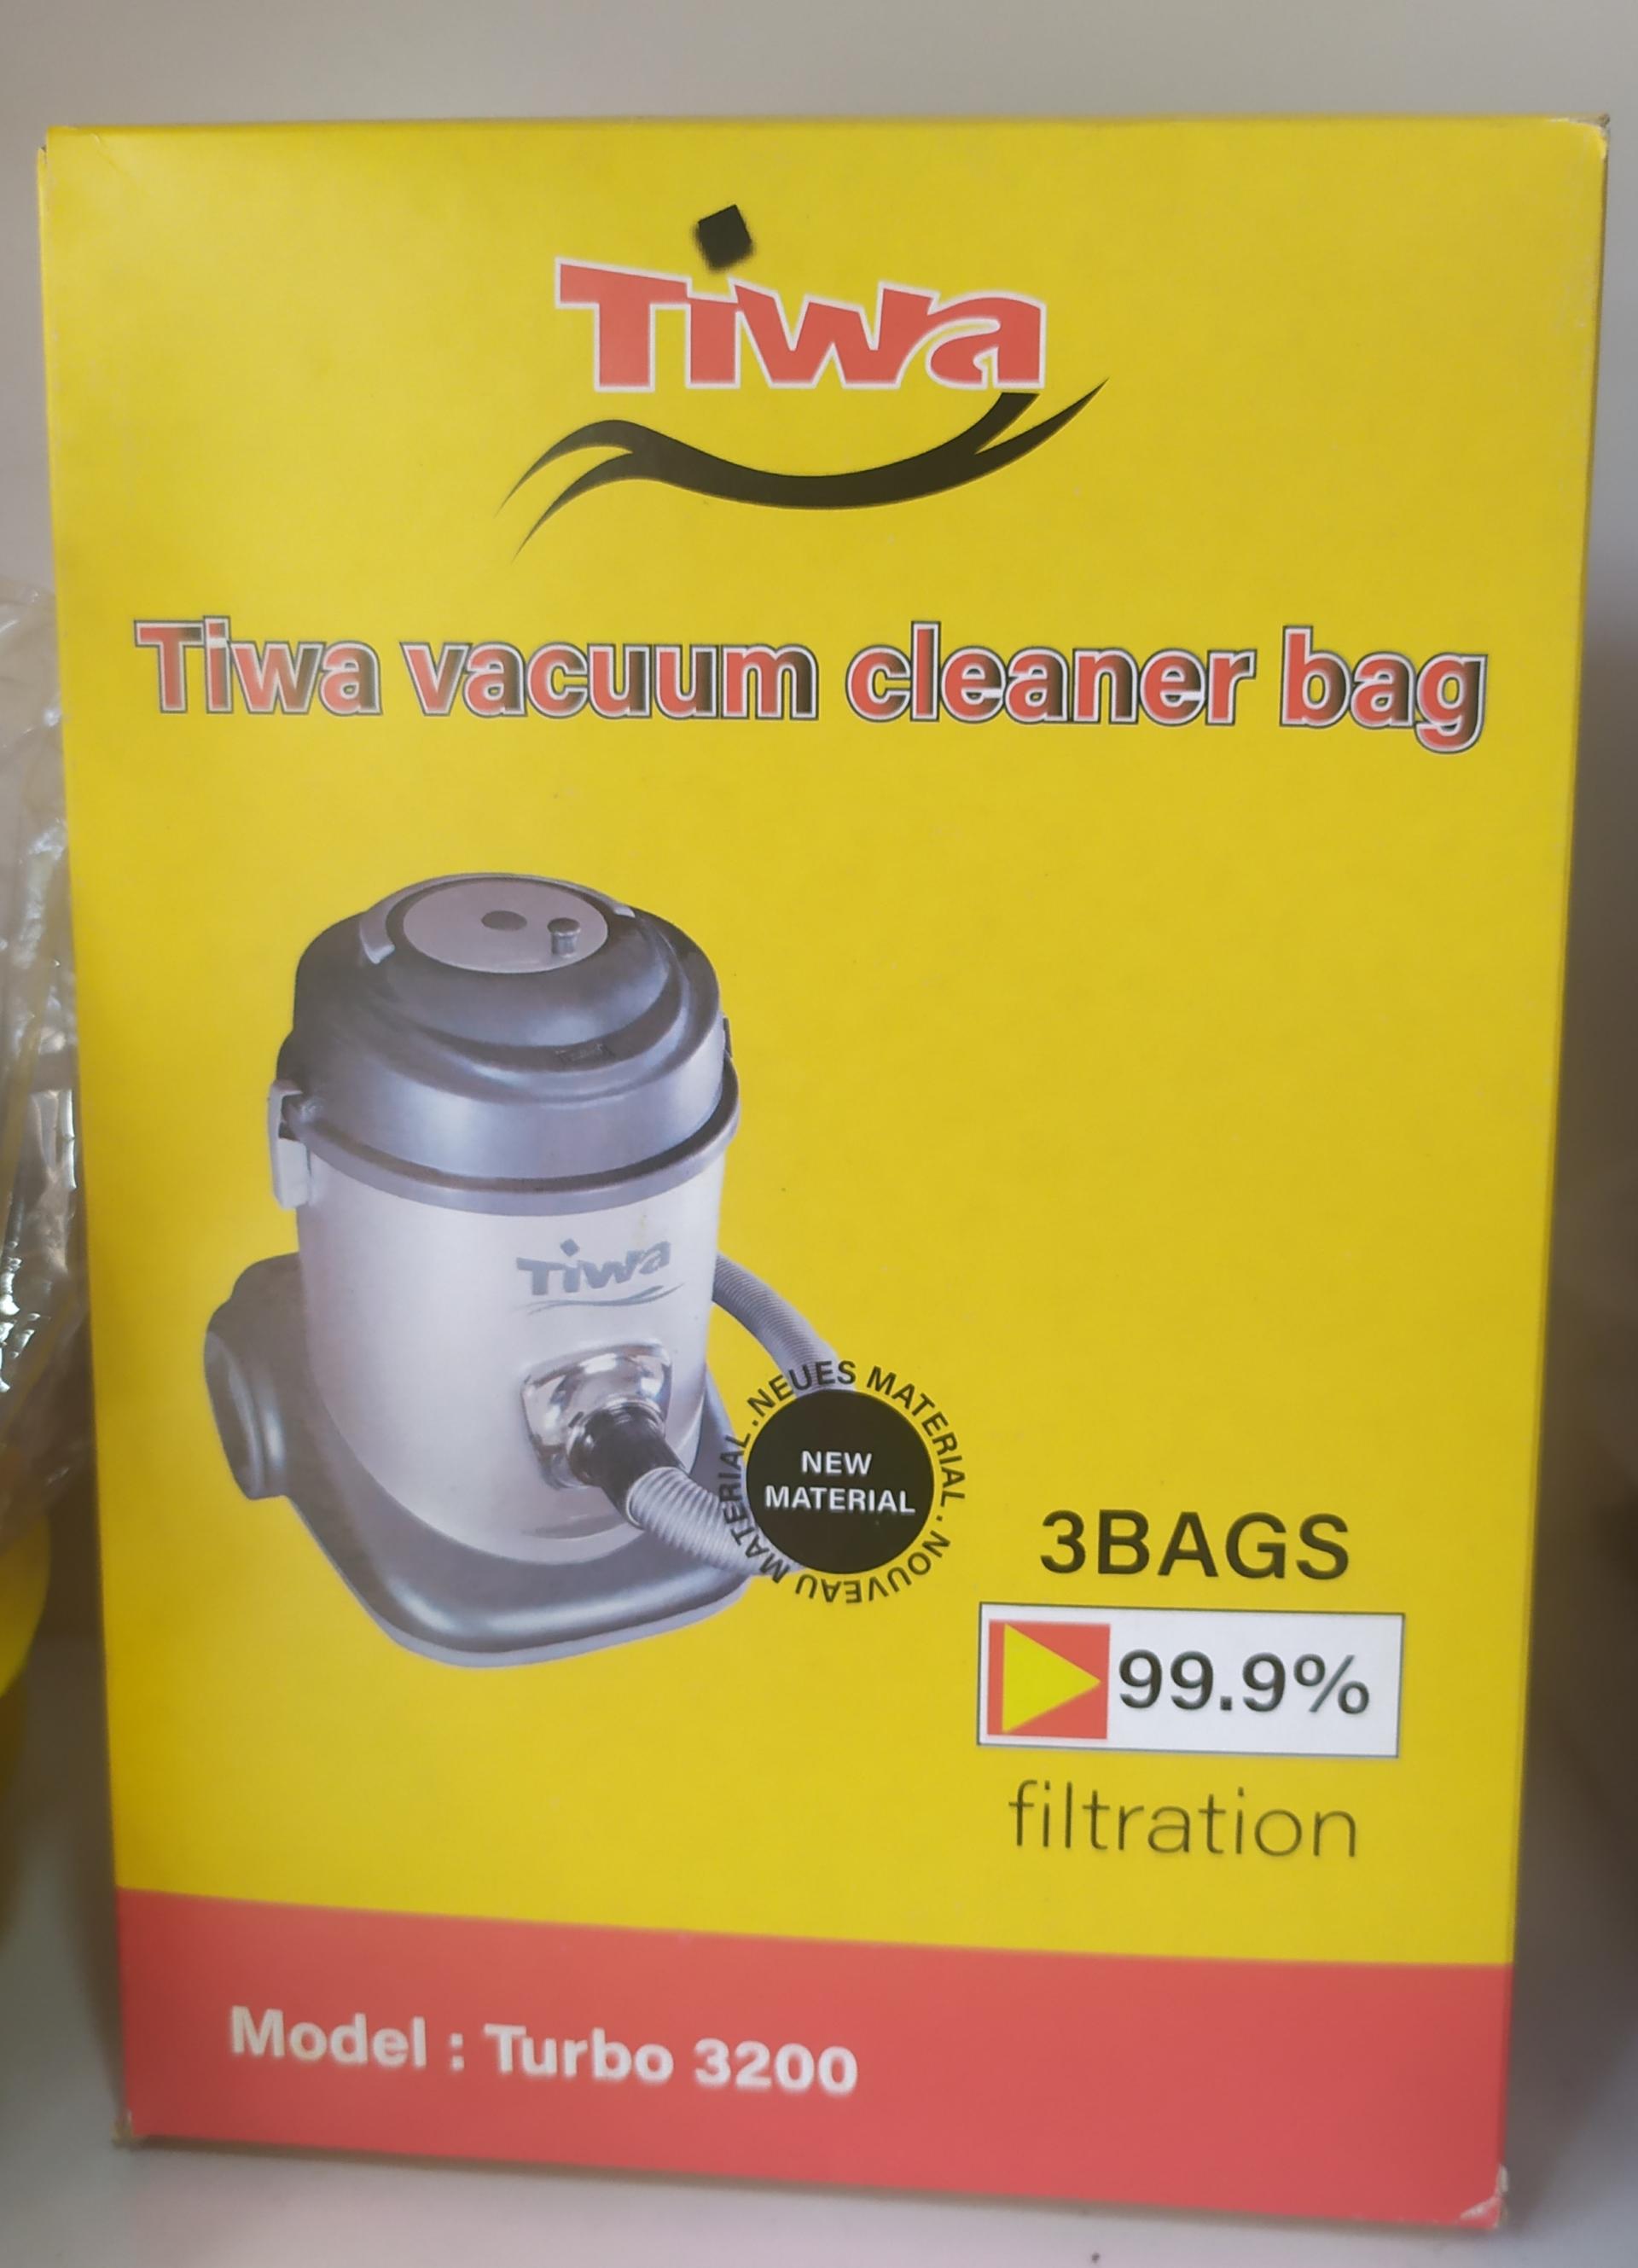 Tiwa
Tiwa vacuum cleaner bag
Tiwa
NEUES MATERIAL . NOUVEAU MATERIAL .
NEW
MATERIAL
3BAGS
99.9%
filtration
Model : Turbo 3200